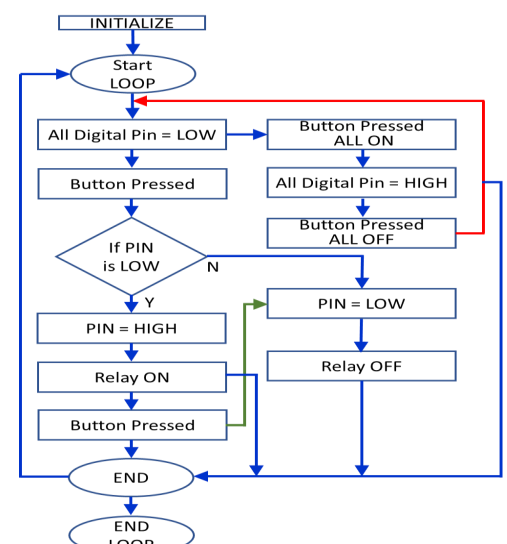 INITIALIZE
Start
LOOP
All Digital Pin = LOW
Button Pressed
ALL ON
Button Pressed
All Digital Pin = HIGH
Button Pressed
ALL OFF
If PIN
is LOW
N
Y
PIN = LOW
PIN = HIGH
Relay OFF
Relay ON
Button Pressed
END
END
LOOP